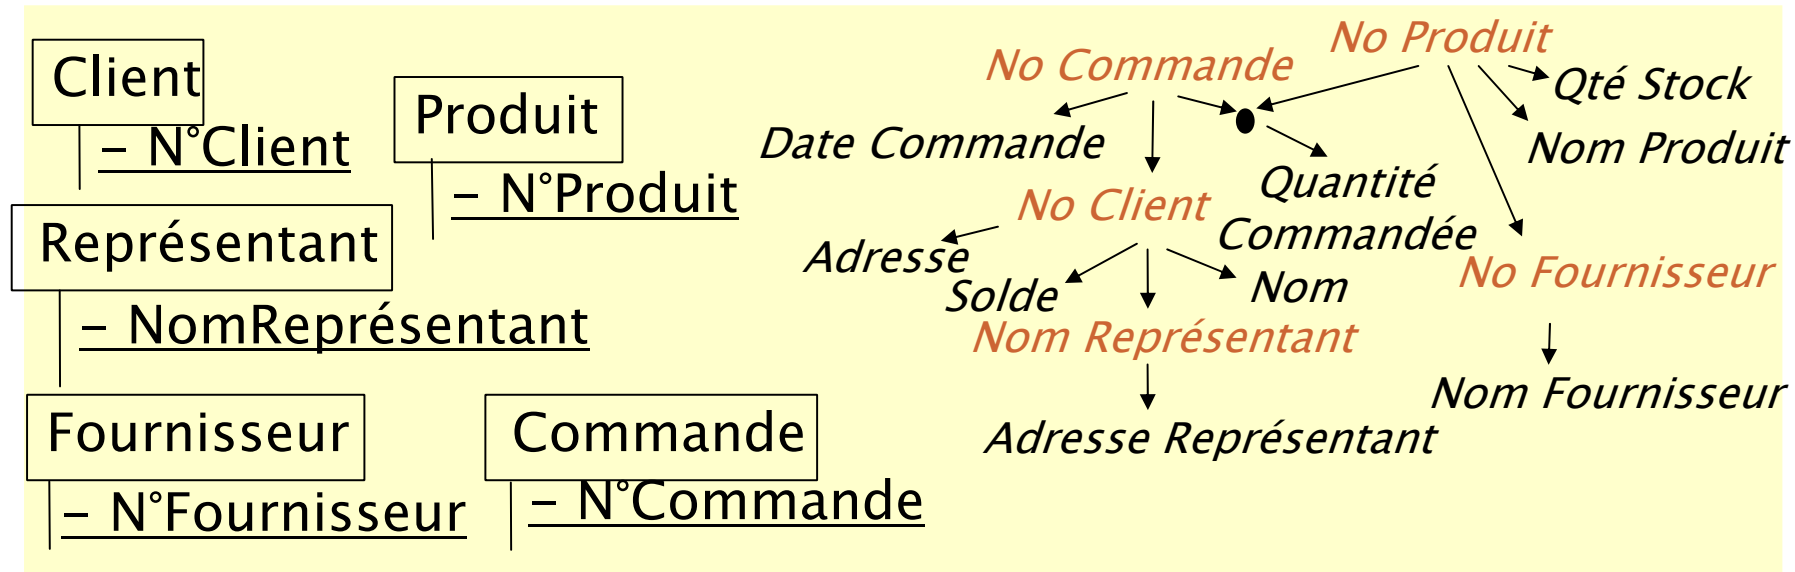 Client
– N°Client
Produit
– N°Produit
Représentant
– NomReprésentant
Fournisseur
– N°Fournisseur
Commande
– N°Commande
No Produit
No Commande
Qté Stock
Date Commande
Nom Produit
Quantité
Commandée
No Client
Adresse
Solde
Nom
No Fournisseur
Nom Représentant
Nom Fournisseur
Adresse Représentant